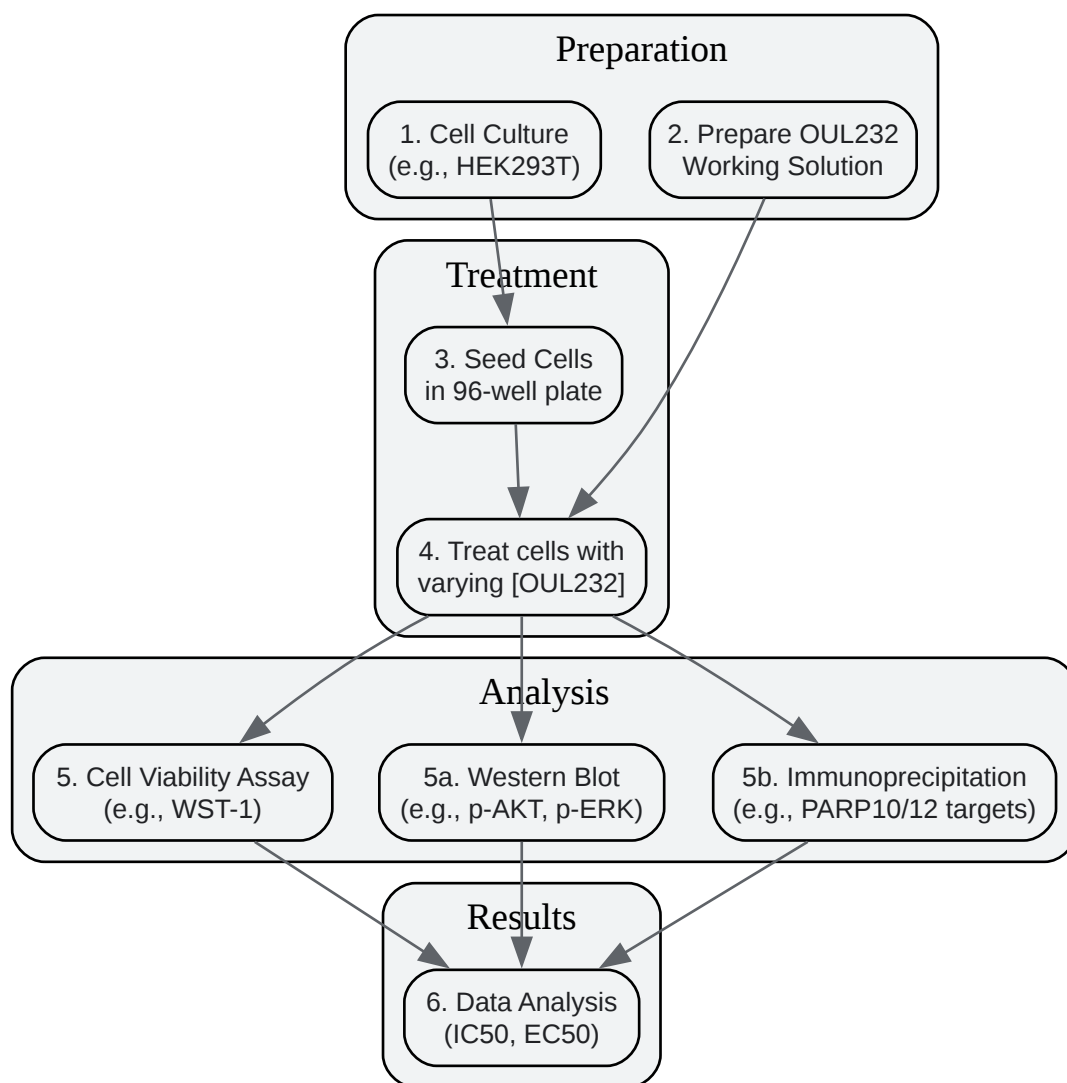 Preparation
1. Cell Culture
(e.g., HEK293T)
2. Prepare OUL232
Working Solution
Treatment
3. Seed Cells
in 96-well plate
4. Treat cells with
varying [OUL232]
Analysis
5. Cell Viability Assay
(e.g., WST-1)
5a. Western Blot
(e.g., p-AKT, p-ERK)
5b. Immunoprecipitation
(e.g., PARP10/12 targets)
Results
6. Data Analysis
(IC50, EC50)